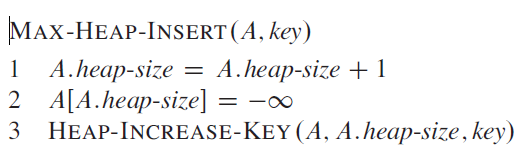 MAX-HEAP-INSERT(A, key)
1 A.heap-size = A.heap-size + 1
2 A[A.heap-size] = -∞
3 HEAP-INCREASE-KEY(A, A.heap-size, key)